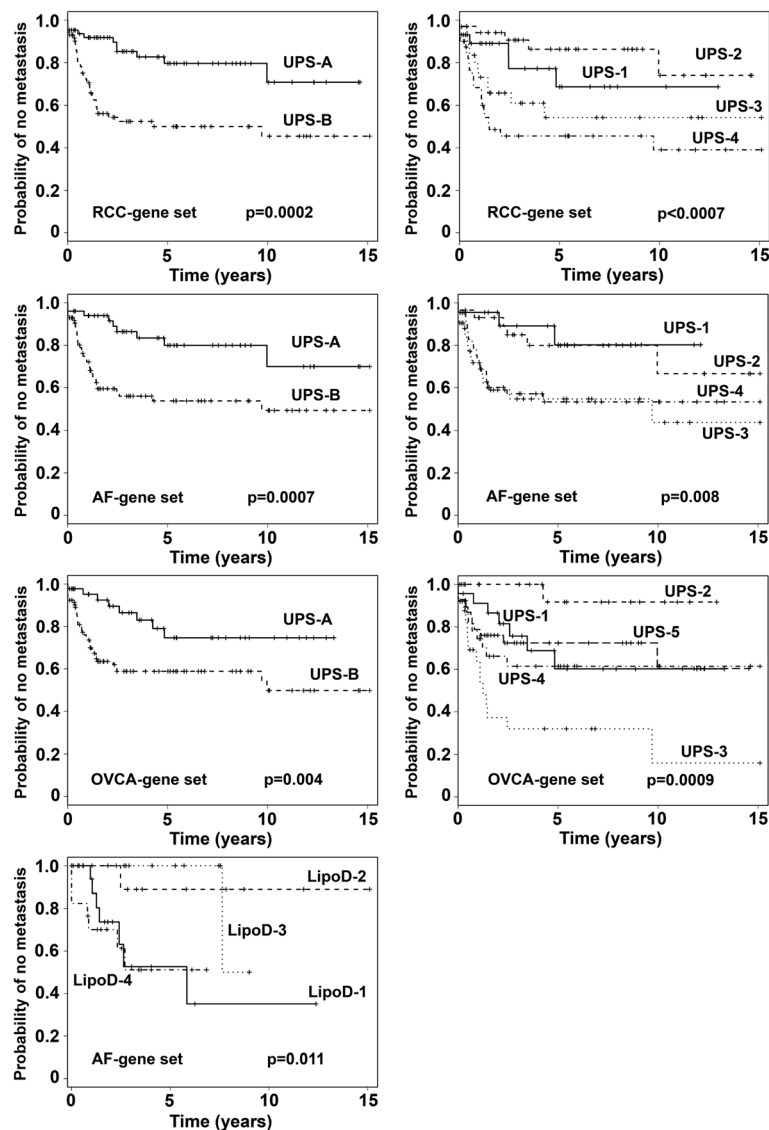 Probability of no metastasis
1.0
0.8
0.6
0.4
0.2
0
UPS-A
UPS-B
RCC-gene set p=0.0002
0 5 10 15
Time (years)
Probability of no metastasis
1.0
0.8
0.6
0.4
0.2
0
UPS-2
UPS-1
UPS-3
UPS-4
RCC-gene set p<0.0007
0 5 10 15
Time (years)
Probability of no metastasis
1.0
0.8
0.6
0.4
0.2
0
UPS-A
UPS-B
AF-gene set p=0.0007
0 5 10 15
Time (years)
Probability of no metastasis
1.0
0.8
0.6
0.4
0.2
0
UPS-1
UPS-2
UPS-4
UPS-3
AF-gene set p=0.008
0 5 10 15
Time (years)
Probability of no metastasis
1.0
0.8
0.6
0.4
0.2
0
UPS-A
UPS-B
OVCA-gene set p=0.004
0 5 10 15
Time (years)
Probability of no metastasis
1.0
0.8
0.6
0.4
0.2
0
UPS-2
UPS-1
UPS-5
UPS-4
UPS-3
OVCA-gene set p=0.0009
0 5 10 15
Time (years)
Probability of no metastasis
1.0
0.8
0.6
0.4
0.2
0
LipoD-2
LipoD-3
LipoD-4
LipoD-1
AF-gene set p=0.011
0 5 10 15
Time (years)